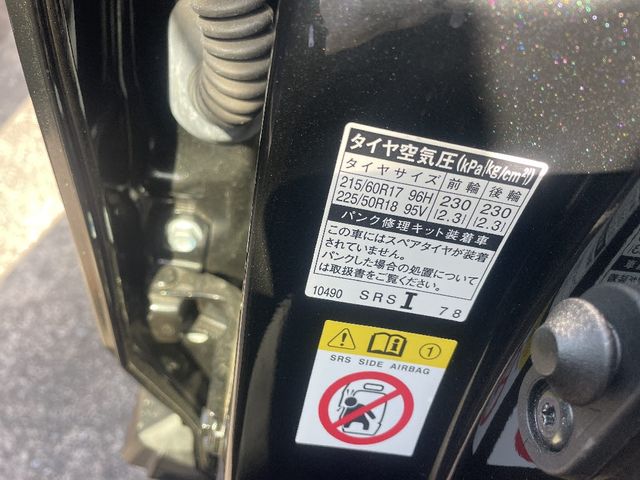 タイヤ空気圧(kPa/kg/cm²)
タイヤサイズ 前輪 後輪
215/60R17 96H 230 230
225/50R18 95V (2.3) (2.3)
パンク修理キット装着車
この車にはスペアタイヤが装着
されていません。
パンクした場合の処置について
は取扱書をご覧ください。
10490 SRS I 78
1
SRS SIDE AIRBAG